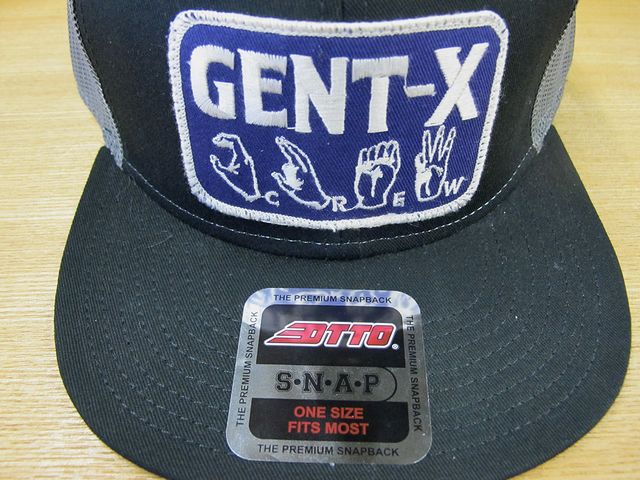 GENT-X
C R E W
THE PREMIUM SNAPBACK
THE PREMIUM SNAPBACK
THE PREMIUM SNAPBACK
OTTO®
S·N·A·P
ONE SIZE
FITS MOST
THE PREMIUM SNAPBACK